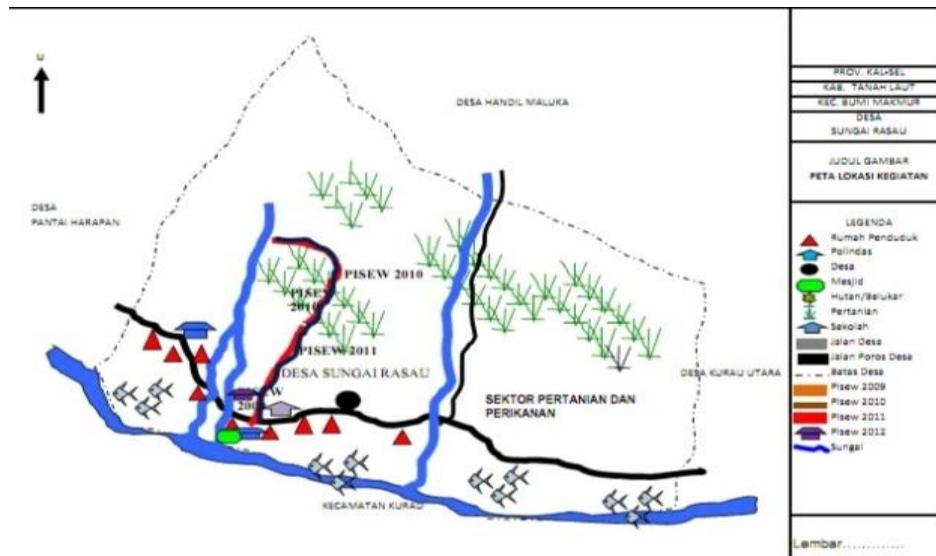 U
DESA HANDIL MALUKA
DESA
PANTAI HARAPAN
PISEW 2010
PISEW
2010
PISEW 2011
DESA SUNGAI RASAU
PISEW
DESA KURAU UTARA
SEKTOR PERTANIAN DAN
PERIKANAN
KECAMATAN KURAU
PROV. KAL-SEL
KAB. TANAH LAUT
KEC. BUMI MAKMUR
DESA
SUNGAI RASAU
JUDUL GAMBAR
PETA LOKASI KEGIATAN
LEGENDA
Rumah Penduduk
Polindas
Desa
Mesjid
Hutan/Belukar
Pertanian
Sekolah
Jalan Desa
Jalan Poros Desa
Batas Desa
Pisew 2009
Pisew 2010
Pisew 2011
Pisew 2012
Sungai
Lembar.............